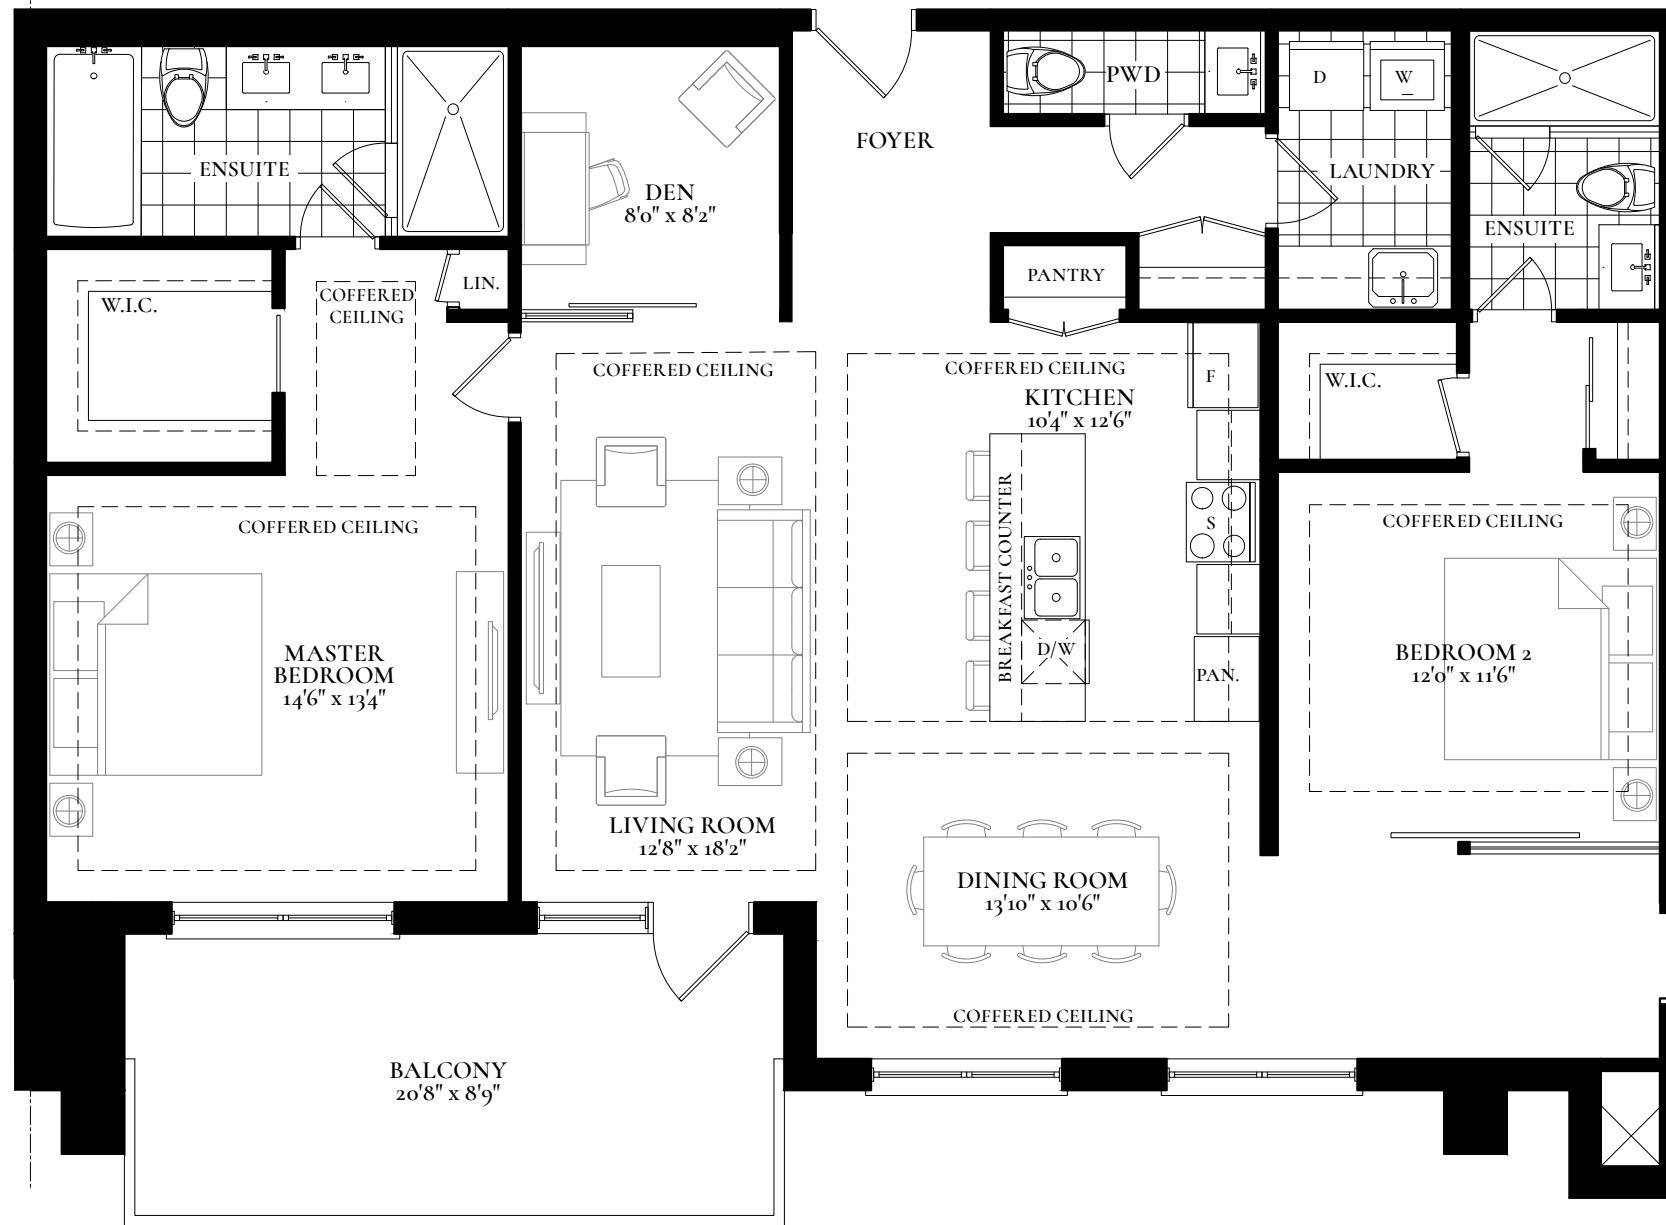 PWD
D
W
FOYER
ENSUITE
LAUNDRY
DEN
8'0" x 8'2"
ENSUITE
PANTRY
LIN.
W.I.C.
COFFERED
CEILING
COFFERED CEILING
COFFERED CEILING
F
W.I.C.
KITCHEN
10'4" x 12'6"
BREAKFAST COUNTER
S
COFFERED CEILING
COFFERED CEILING
MASTER
BEDROOM
14'6" x 13'4"
D/W
PAN.
BEDROOM 2
12'0" x 11'6"
LIVING ROOM
12'8" x 18'2"
DINING ROOM
13'10" x 10'6"
COFFERED CEILING
BALCONY
20'8" x 8'9"